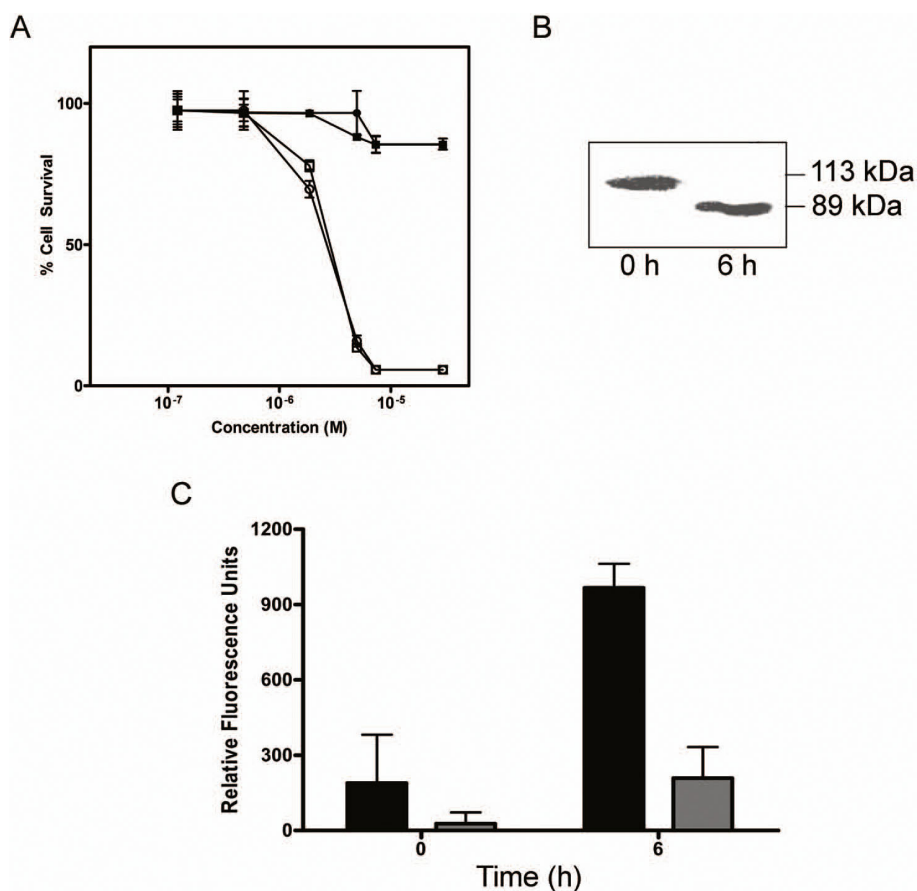 A
% Cell Survival
100
50
0
10-7
10-6
10-5
Concentration (M)
B
113 kDa
89 kDa
0 h
6 h
C
Relative Fluorescence Units
1200
900
600
300
0
0
6
Time (h)